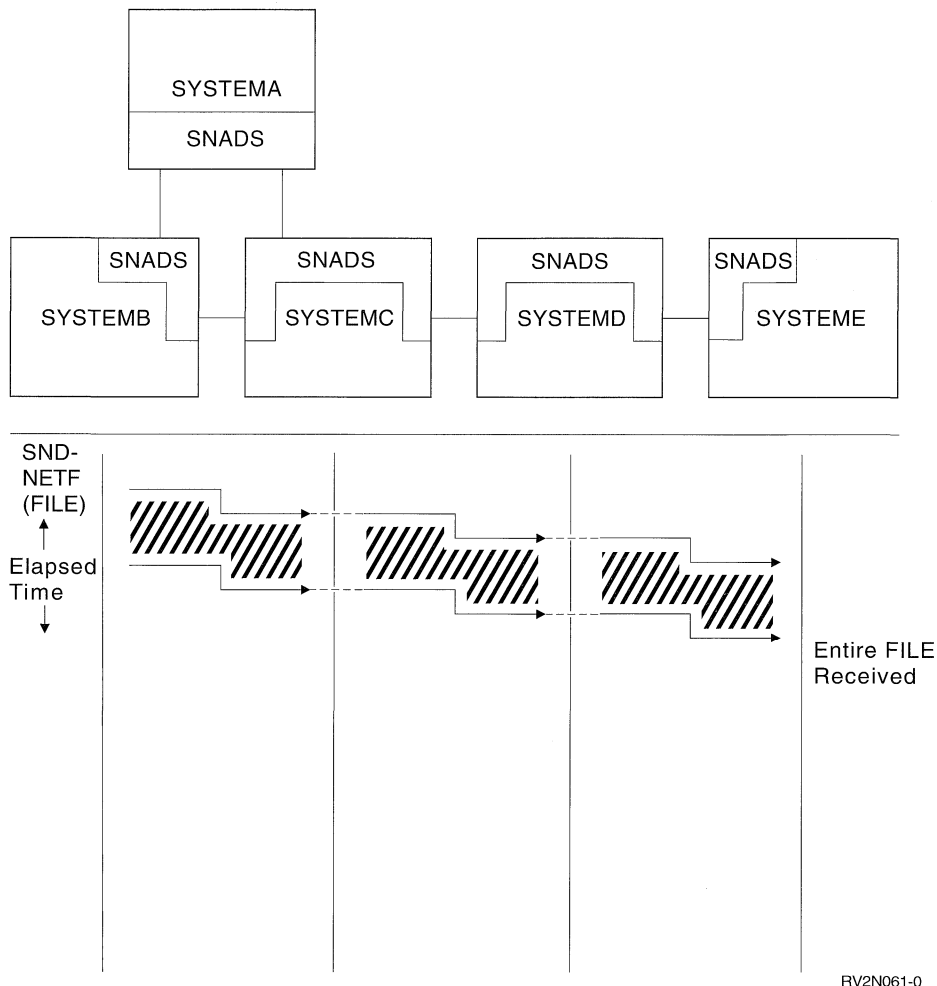 SYSTEMA
SNADS
SNADS
SNADS
SNADS
SNADS
SYSTEMB
SYSTEMC
SYSTEMD
SYSTEME
SND-
NETF
(FILE)
Elapsed
Time
Entire FILE
Received
RV2N061-0